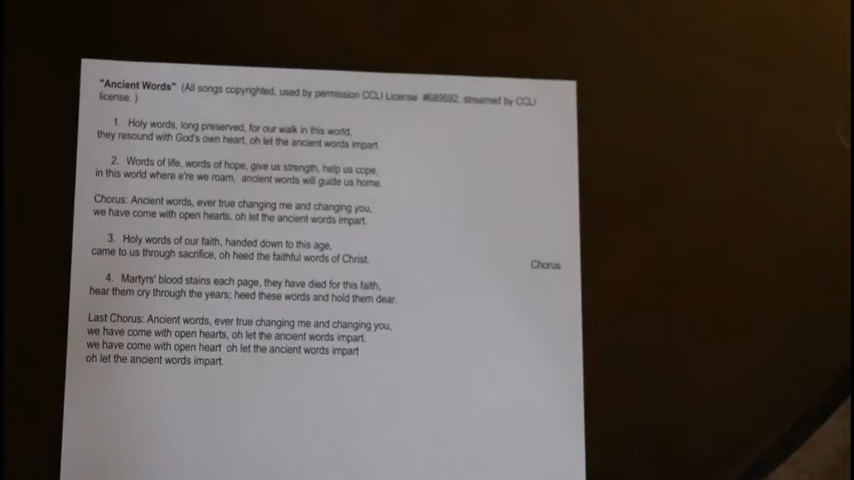 "Ancient Words" (All songs copyrighted, used by permission CCLI License #689592, streamed by CCLI
license. )
1. Holy words, long preserved, for our walk in this world,
they resound with God's own heart, oh let the ancient words impart.
2. Words of life, words of hope, give us strength, help us cope,
in this world where e're we roam, ancient words will guide us home.
Chorus: Ancient words, ever true changing me and changing you,
we have come with open hearts, oh let the ancient words impart.
3. Holy words of our faith, handed down to this age,
came to us through sacrifice, oh heed the faithful words of Christ.
Chorus
4. Martyrs' blood stains each page, they have died for this faith,
hear them cry through the years; heed these words and hold them dear.
Last Chorus: Ancient words, ever true changing me and changing you,
we have come with open hearts, oh let the ancient words impart.
we have come with open heart oh let the ancient words impart
oh let the ancient words impart.